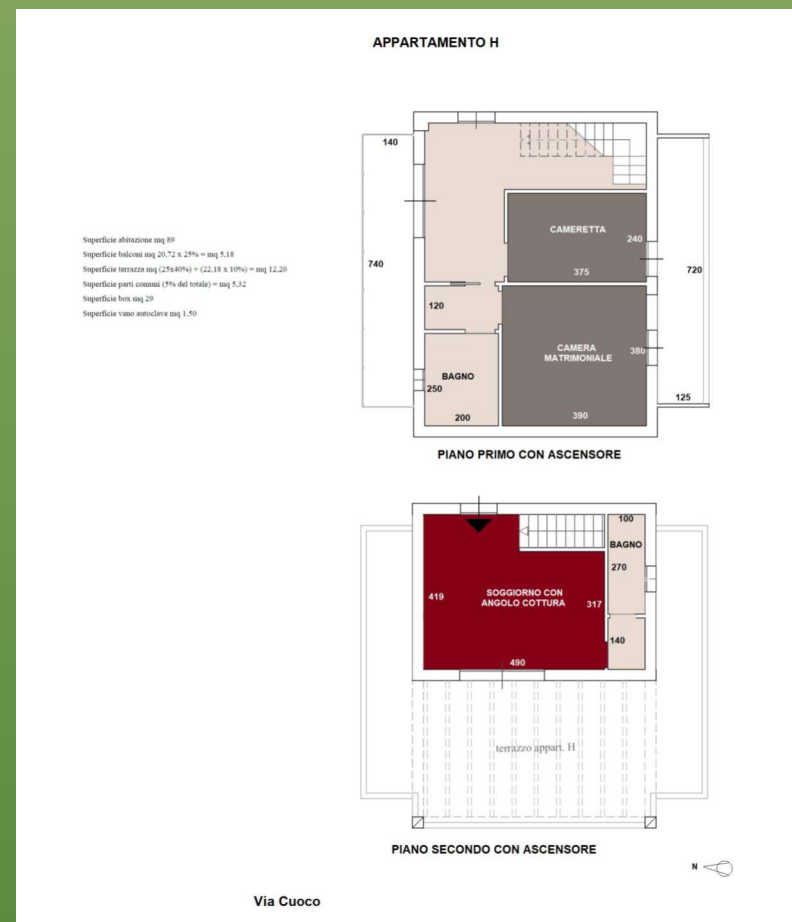 APPARTAMENTO H
Superficie abitazione mq 89
Superficie balconi mq 20,72 x 25% = mq 5,18
Superficie terrazza mq (25x40%) + (22,18 x 10%) = mq 12,20
Superficie parti comuni (5% del totale) = mq 5,32
Superficie box mq 29
Superficie vano autoclave mq 1,50
140
740
CAMERETTA
240
375
720
120
CAMERA
MATRIMONIALE
380
BAGNO
250
200
390
125
PIANO PRIMO CON ASCENSORE
100
BAGNO
270
SOGGIORNO CON
ANGOLO COTTURA
419
317
140
490
terrazzo appart. H
PIANO SECONDO CON ASCENSORE
N
Via Cuoco